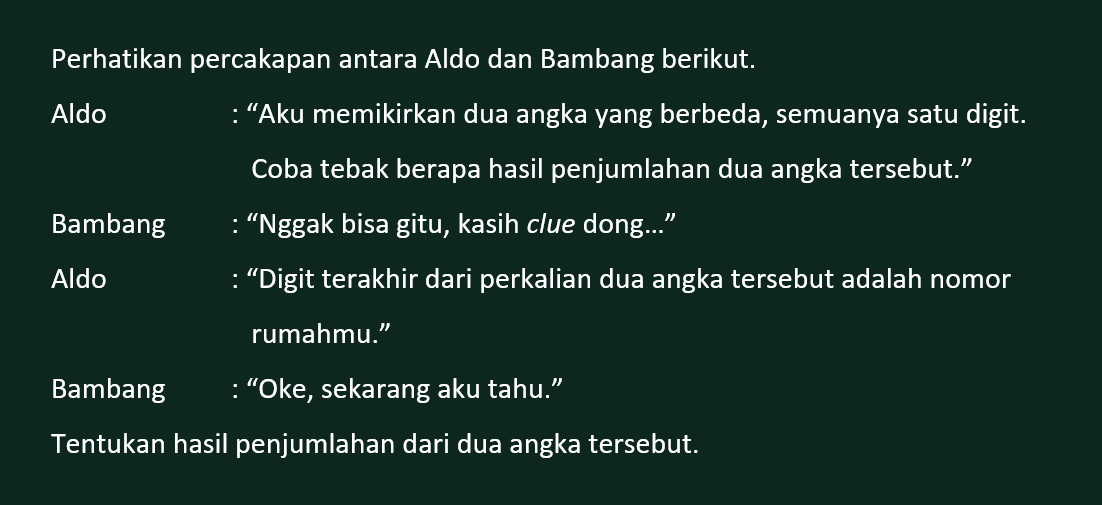 Perhatikan percakapan antara Aldo dan Bambang berikut.
Aldo : “Aku memikirkan dua angka yang berbeda, semuanya satu digit.
Coba tebak berapa hasil penjumlahan dua angka tersebut.”
Bambang : “Nggak bisa gitu, kasih clue dong...”
Aldo : “Digit terakhir dari perkalian dua angka tersebut adalah nomor
rumahmu.”
Bambang : “Oke, sekarang aku tahu.”
Tentukan hasil penjumlahan dari dua angka tersebut.